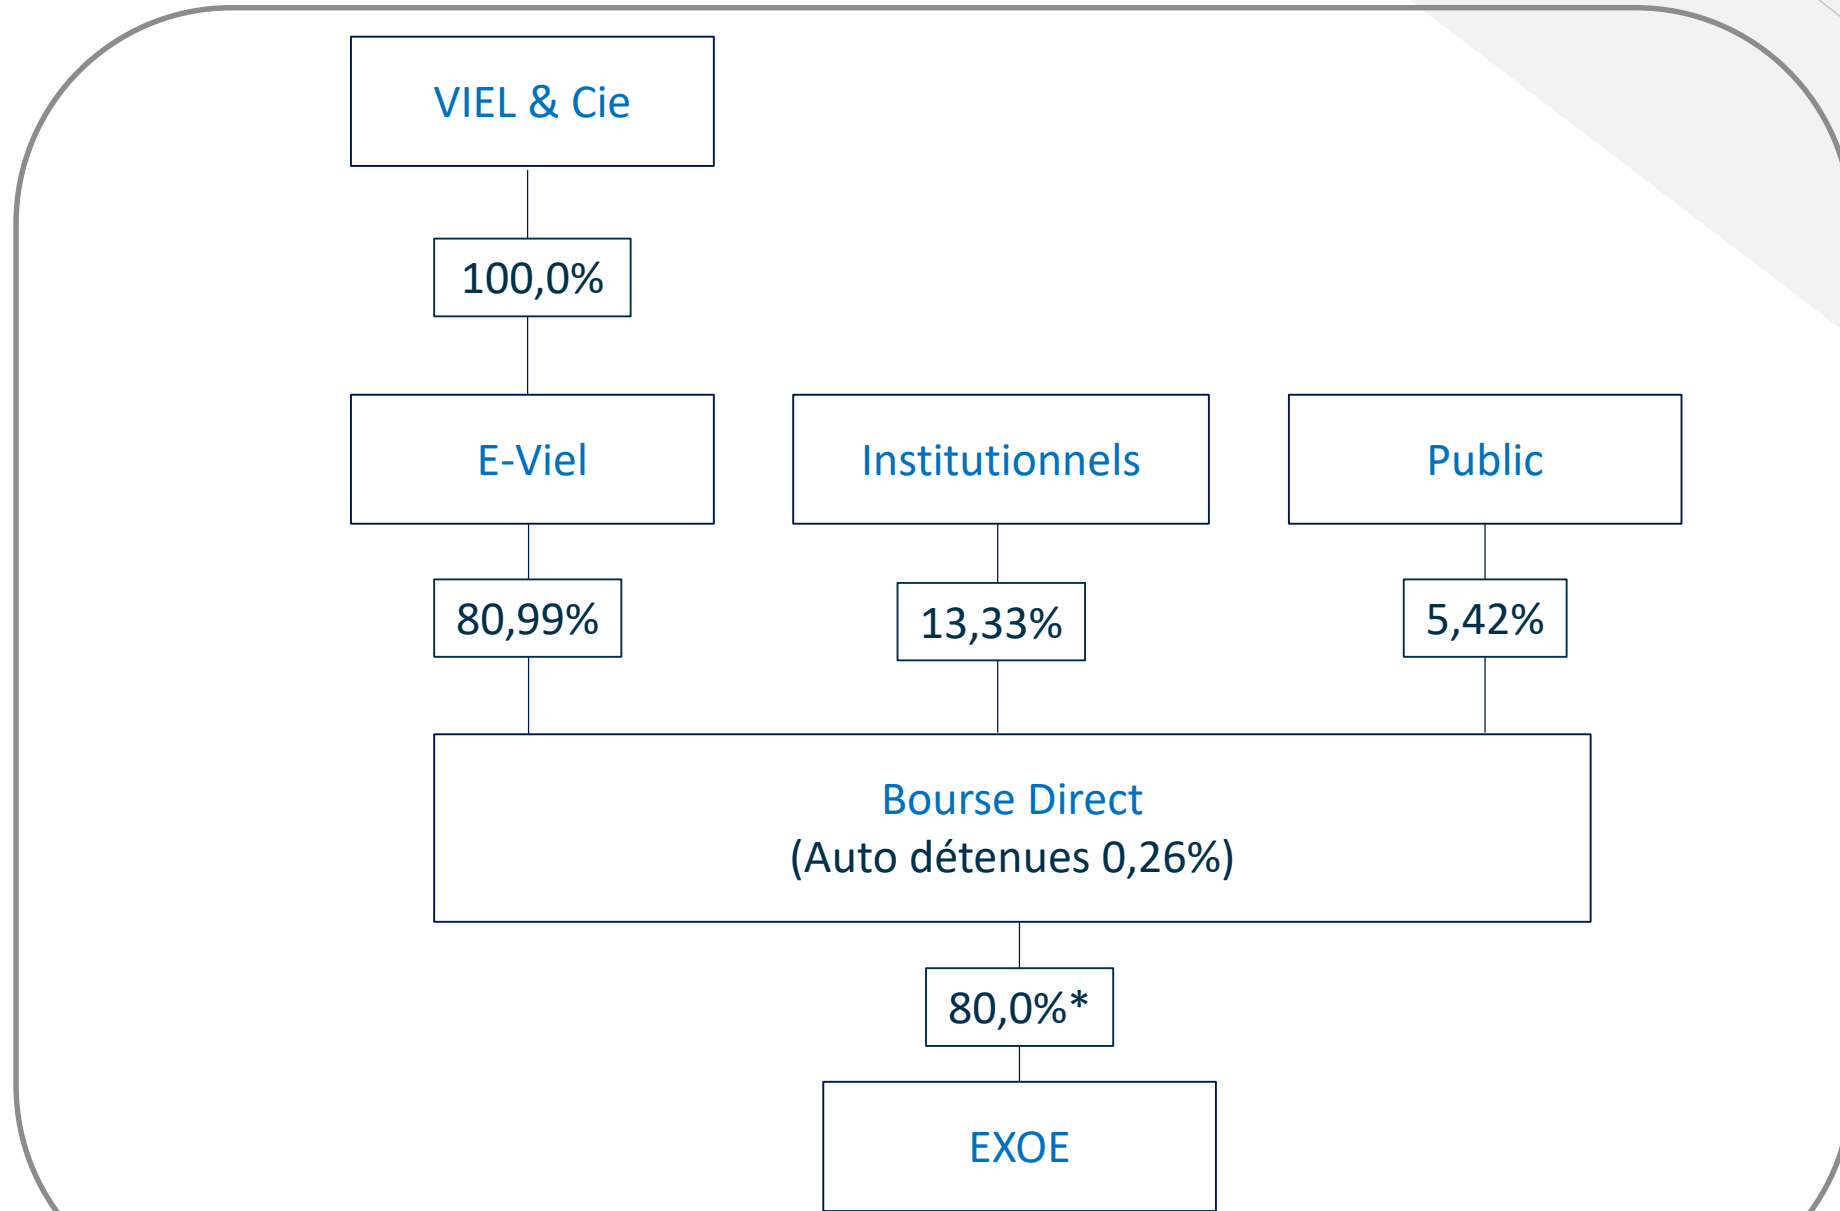 VIEL & Cie
100,0%
E-Viel
Institutionnels
Public
80,99%
13,33%
5,42%
Bourse Direct
(Auto détenues 0,26%)
80,0%*
EXOE